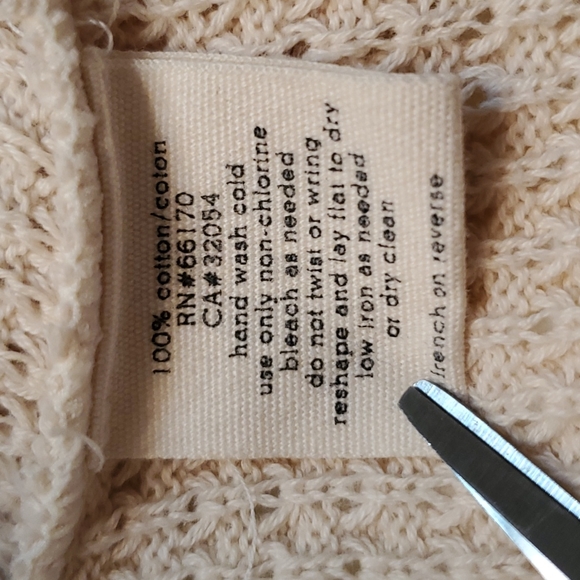 100% cotton/coton
RN#66170
CA#32054
hand wash cold
use only non-chlorine
bleach as needed
do not twist or wring
reshape and lay flat to dry
low iron as needed
or dry clean
french on reverse